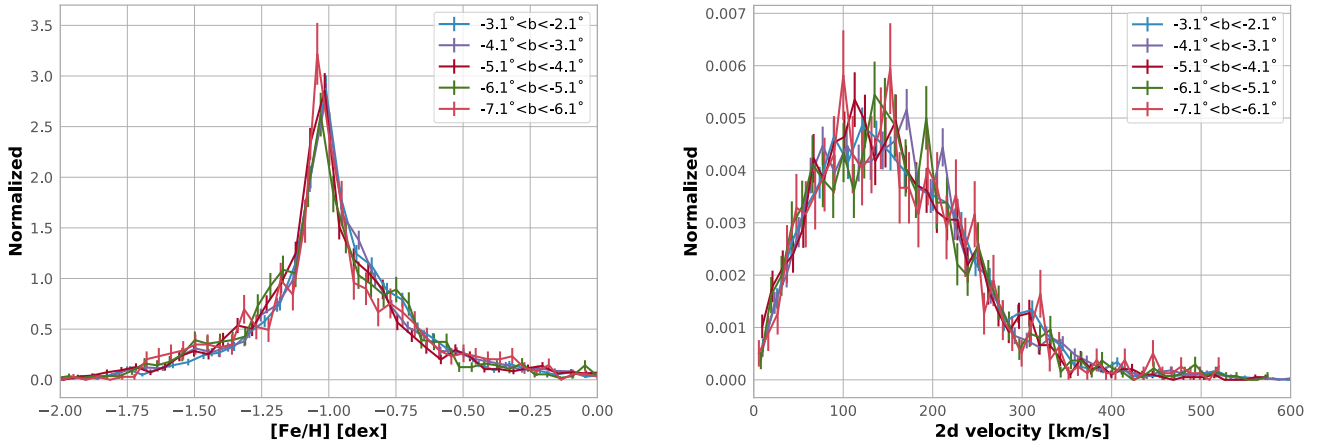 3.5
3.0
2.5
2.0
1.5
1.0
0.5
0.0
Normalized
−2.00 −1.75 −1.50 −1.25 −1.00 −0.75 −0.50 −0.25 0.00
[Fe/H] [dex]
-3.1°<b<-2.1°
-4.1°<b<-3.1°
-5.1°<b<-4.1°
-6.1°<b<-5.1°
-7.1°<b<-6.1°
0.007
0.006
0.005
0.004
0.003
0.002
0.001
0.000
Normalized
0 100 200 300 400 500 600
2d velocity [km/s]
-3.1°<b<-2.1°
-4.1°<b<-3.1°
-5.1°<b<-4.1°
-6.1°<b<-5.1°
-7.1°<b<-6.1°